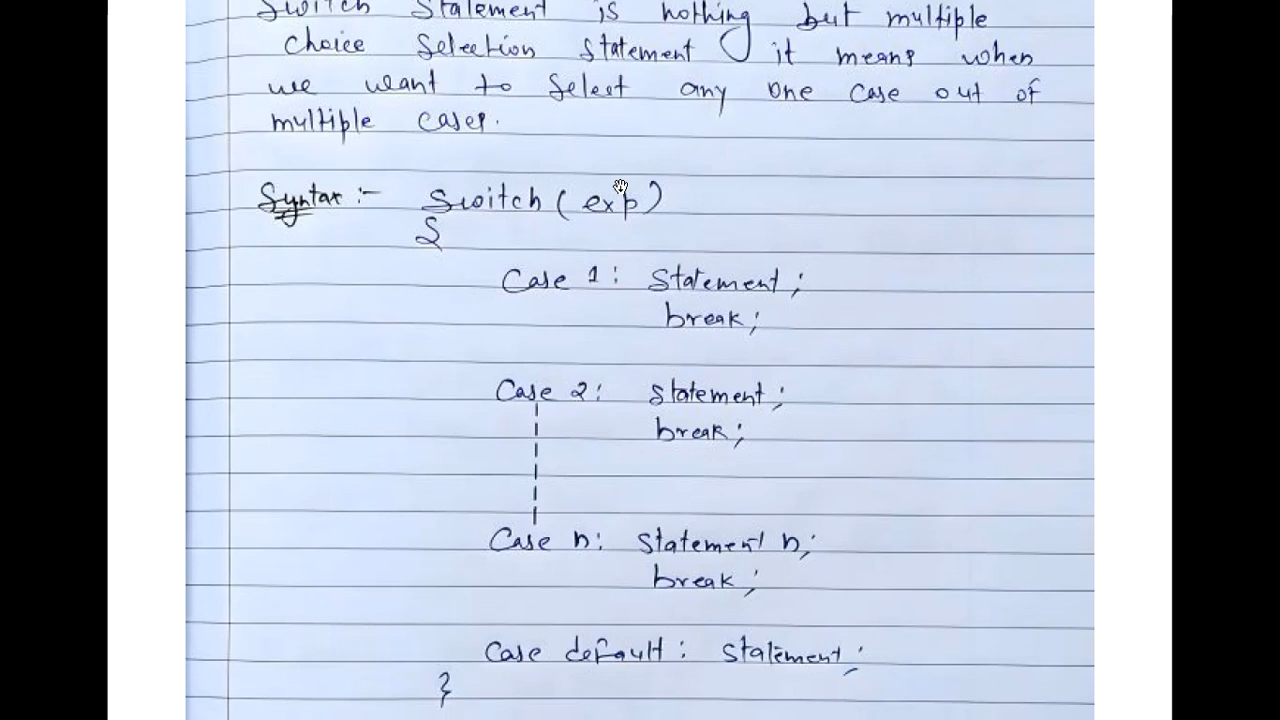 Switch Statement is nothing but multiple
choice Selection Statement it means when
we want to Select any one case out of
multiple cases.
Syntax :- Switch ( exp )
{
Case 1 : Statement ;
break ;
Case 2 : Statement ;
break ;
Case n : Statement n ;
break ;
Case default : Statement ;
}